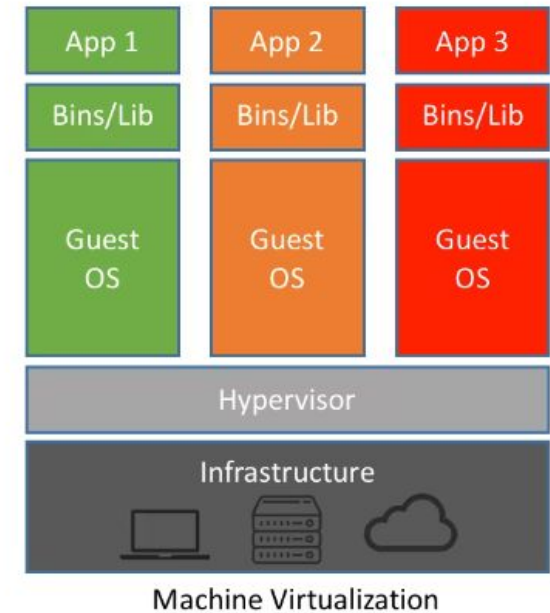 App 1
App 2
App 3
Bins/Lib
Bins/Lib
Bins/Lib
Guest
OS
Guest
OS
Guest
OS
Hypervisor
Infrastructure
Machine Virtualization